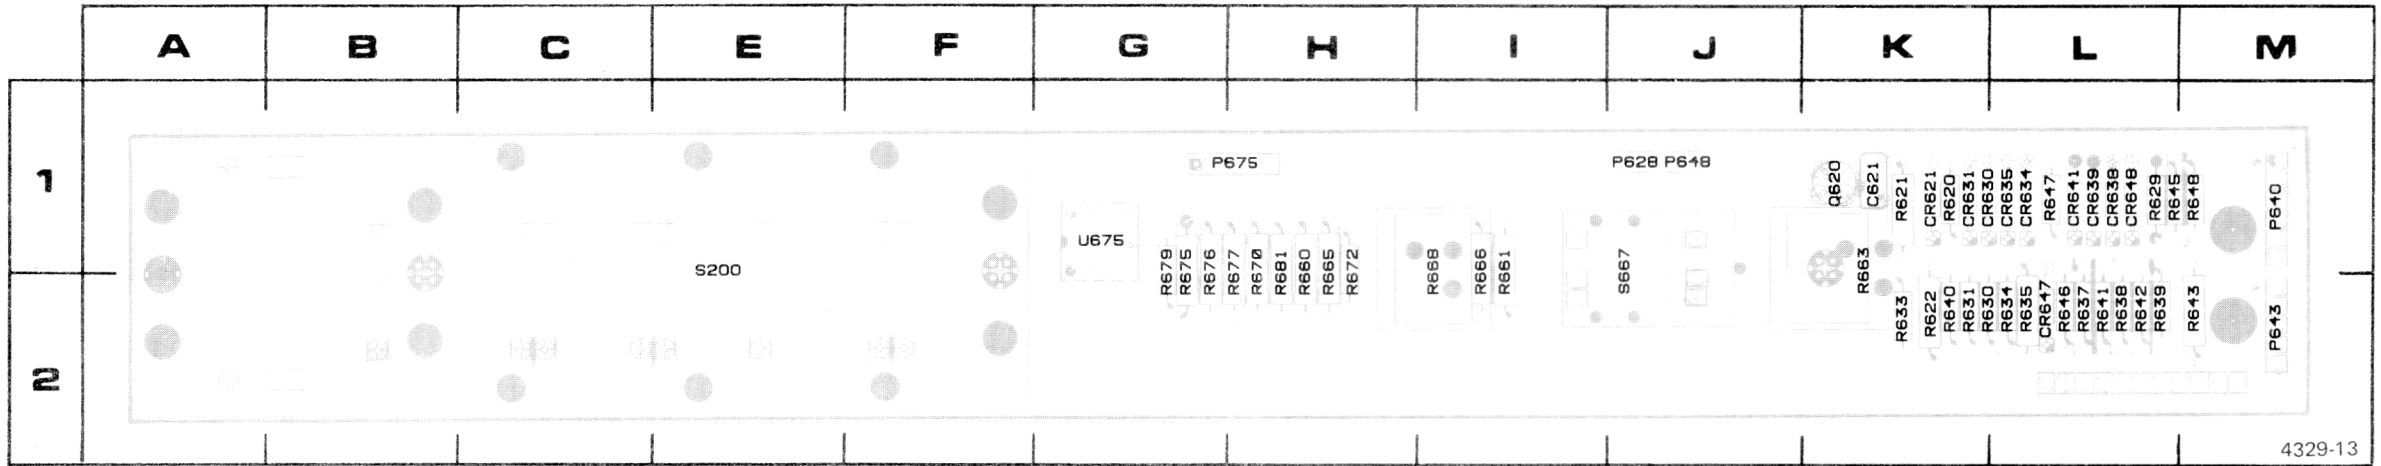 A B C E F G H I J K L M
1
P675 P628 P648
Q620
C621
R621
CR621
R620
CR631
CR630
CR635
CR634
R647
CR641
CR639
CR638
CR648
R629
R645
R648
P640
U675
S200
R679
R675
R676
R677
R670
R681
R660
R665
R672
R668
R666
R661
S667
R663
R633
R622
R640
R631
R630
R634
R635
CR647
R646
R637
R641
R638
R642
R639
R643
P643
2
4329-13